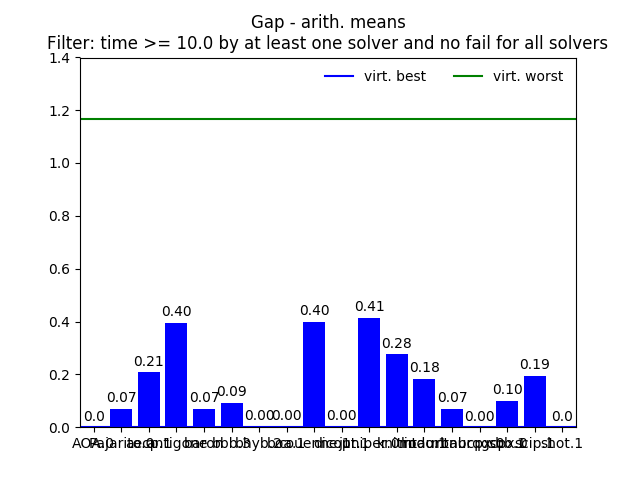 Gap - arith. means
Filter: time >= 10.0 by at least one solver and no fail for all solvers
virt. best virt. worst
1.4
1.2
1.0
0.8
0.6
0.4
0.2
0.0
0.0 0.07 0.21 0.40 0.07 0.09 0.00 0.00 0.40 0.00 0.41 0.28 0.18 0.07 0.00 0.10 0.19 0.0